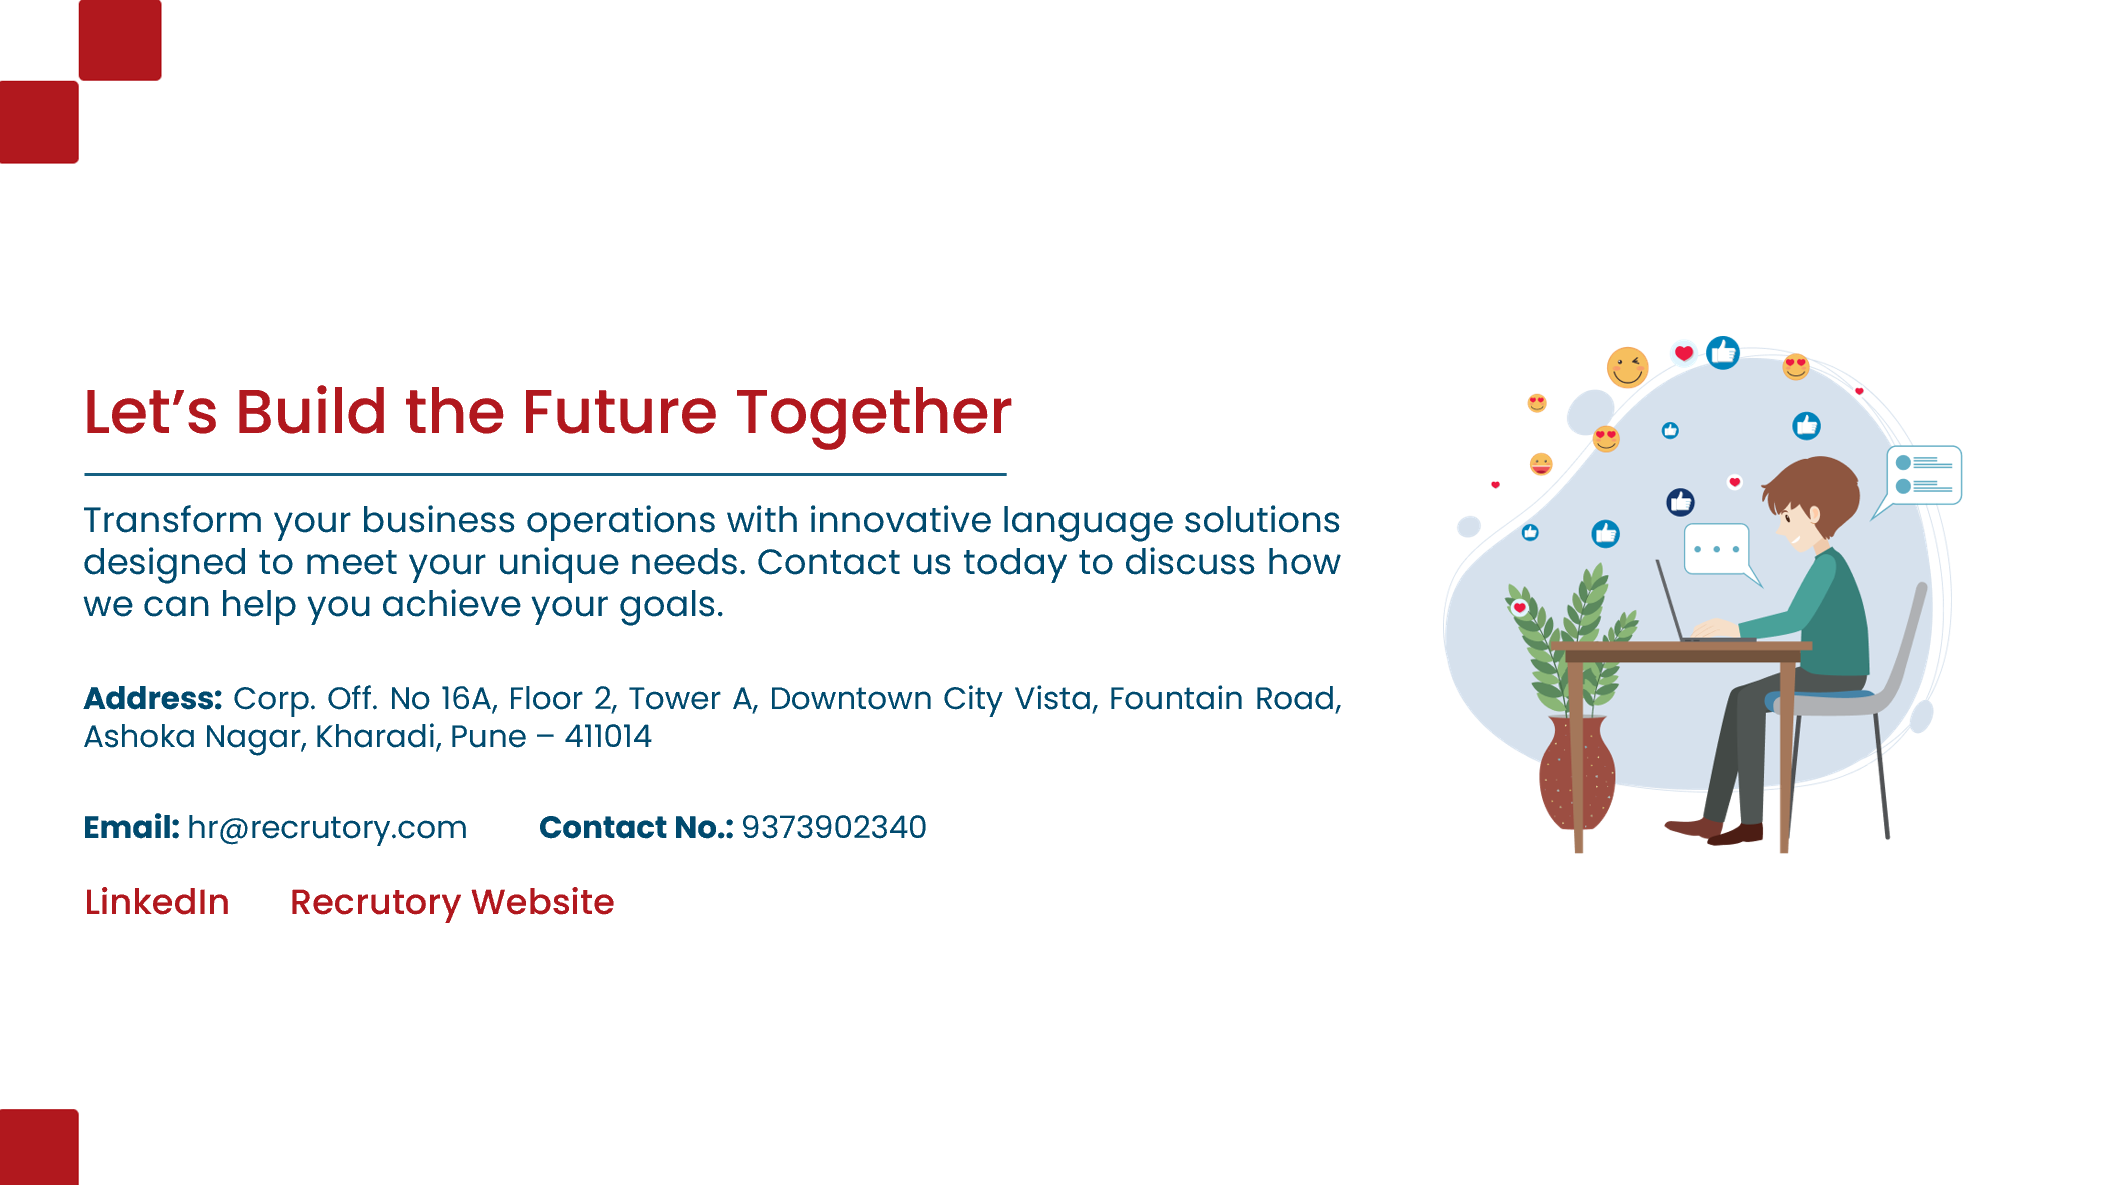 Let’s Build the Future Together
Transform your business operations with innovative language solutions
designed to meet your unique needs. Contact us today to discuss how
we can help you achieve your goals.
Address: Corp. Off. No 16A, Floor 2, Tower A, Downtown City Vista, Fountain Road,
Ashoka Nagar, Kharadi, Pune – 411014
Email: hr@recrutory.com Contact No.: 9373902340
LinkedIn Recrutory Website